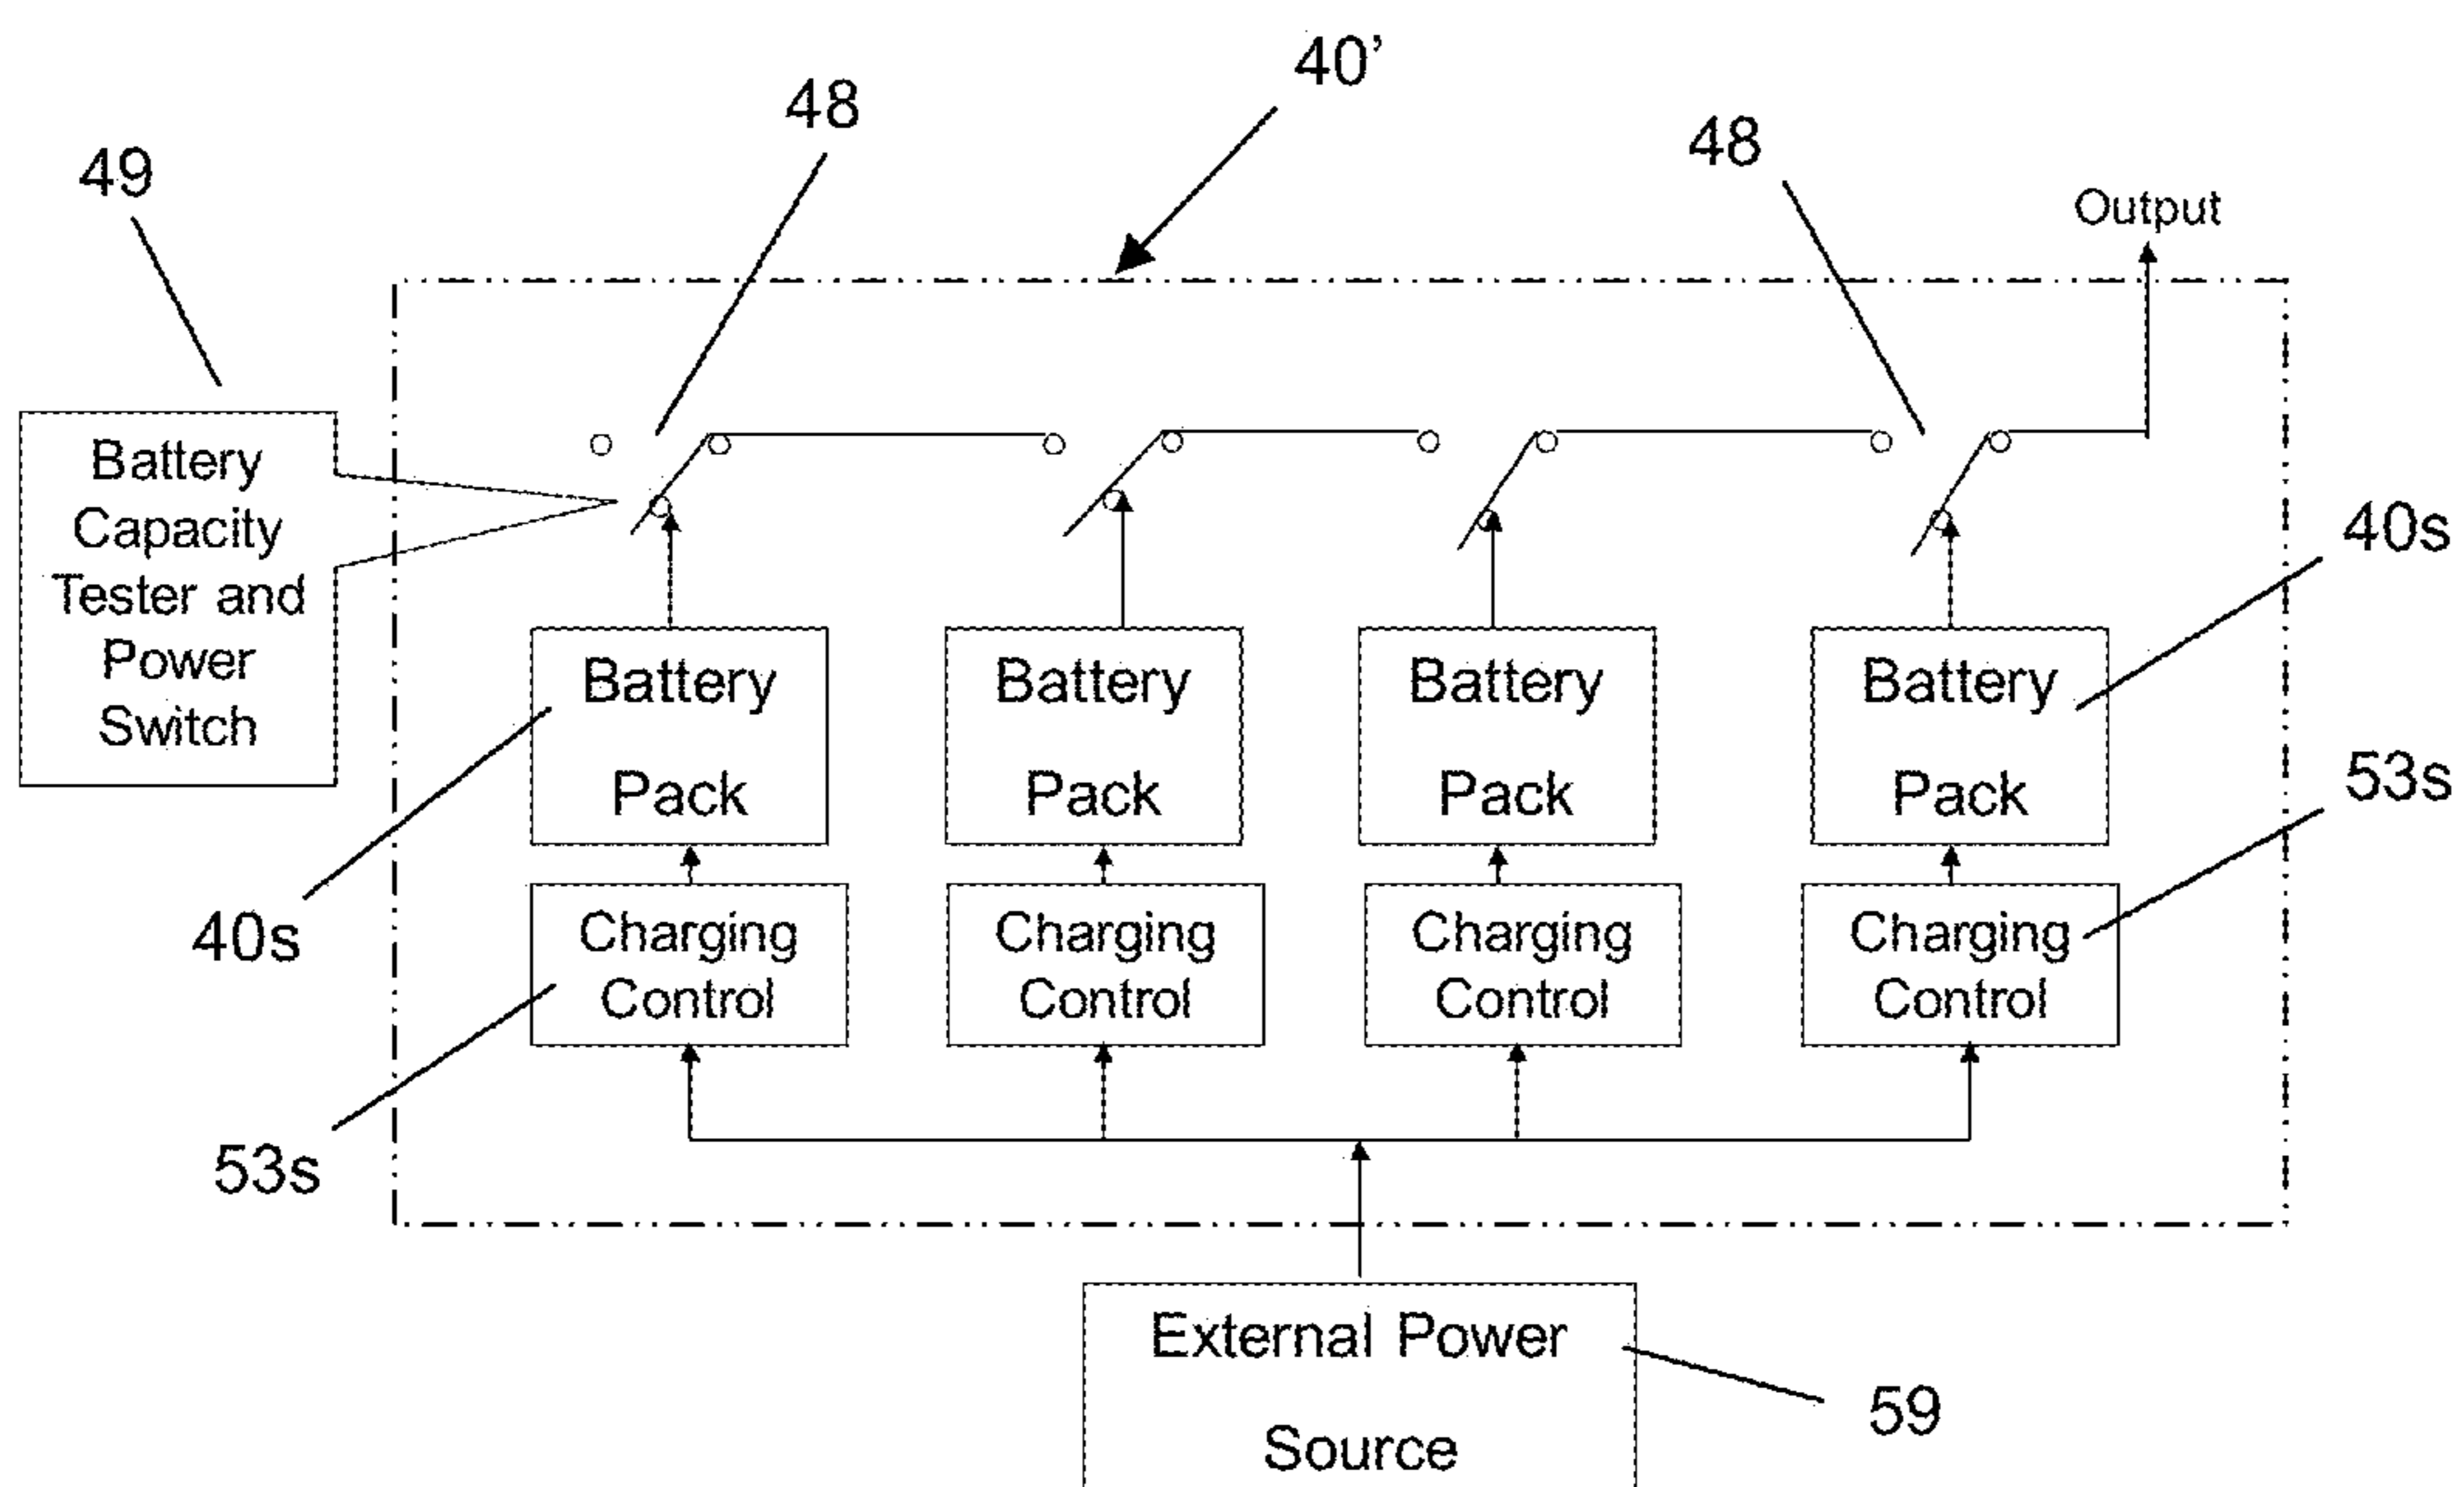 40’
48
48
49
Output
Battery
Capacity
Tester and
Power
Switch
40s
Battery
Pack
Battery
Pack
Battery
Pack
Battery
Pack
53s
40s
Charging
Control
Charging
Control
Charging
Control
Charging
Control
53s
External Power
Source
59